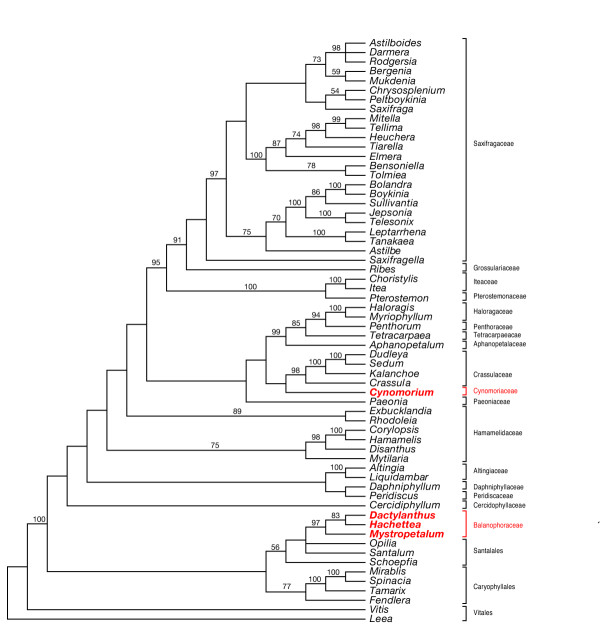 Astilboides
98
Darmera
73
Rodgersia
Bergenia
59
Mukdenia
Chrysosplenium
54
Peltboykinia
Saxifraga
Mitella
99
Tellima
98
Heuchera
74
Tiarella
87
Saxifragaceae
Elmera
100
Bensoniella
78
Tolmiea
97
Bolandra
100
Boykinia
86
Sullivantia
100
Jepsonia
100
Telesonix
70
Leptarrhena
75
100
Tanakaea
Astilbe
91
Saxifragella
95
Ribes
Grossulariaceae
Choristylis
100
Iteaceae
Itea
100
Pterostemon
Pterostemonaceae
Haloragis
100
Haloragaceae
Myriophyllum
94
Penthorum
85
Penthoraceae
Tetracarpaea
99
Tetracarpaeacae
Aphanopetalum
Aphanopetalaceae
Dudleya
100
Sedum
100
Kalanchoe
98
Crassulaceae
Crassula
Cynomorium
Cynomoriaceae
Paeonia
Paeoniaceae
Exbucklandia
89
Rhodoleia
Corylopsis
100
Hamamelidaceae
Hamamelis
98
Disanthus
75
Mytilaria
Altingia
100
Altingiaceae
Liquidambar
Daphniphyllum
Daphniphyllaceae
Peridiscus
Peridiscaceae
Cercidiphyllum
Cercidophyllaceae
Dactylanthus
83
100
Hachettea
97
Balanophoraceae
Mystropetalum
Opilia
56
Santalum
Santalales
Schoepfia
Mirablis
100
Spinacia
100
Tamarix
77
Caryophyllales
Fendlera
Vitis
Vitales
Leea